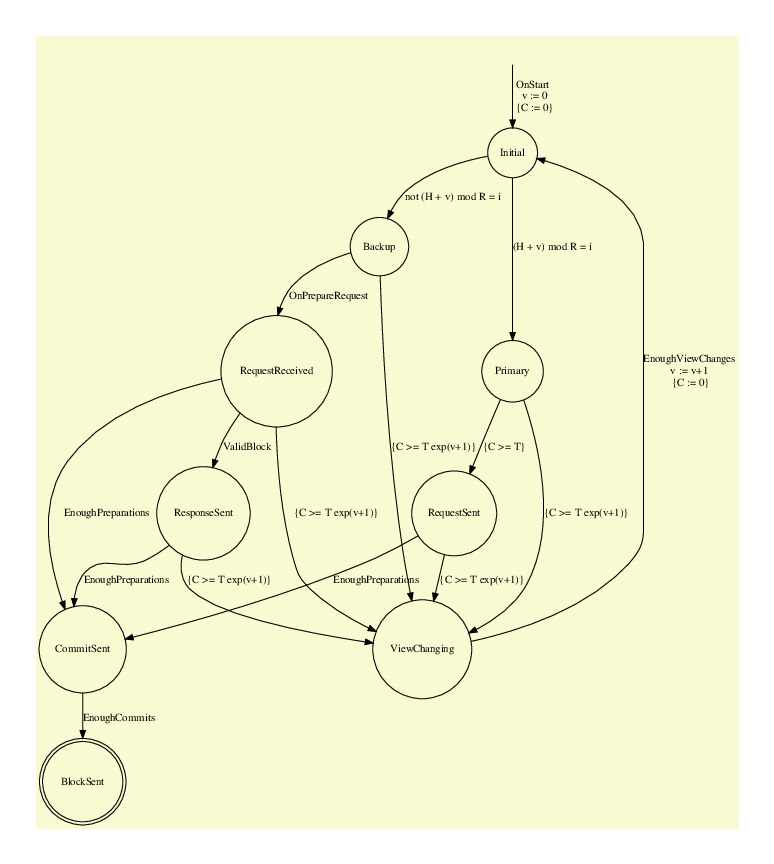 OnStart
v := 0
{C := 0}
Initial
not (H + v) mod R = i
Backup
(H + v) mod R = i
OnPrepareRequest
EnoughViewChanges
v := v+1
{C := 0}
RequestReceived
Primary
ValidBlock
{C >= T exp(v+1)}
{C >= T}
EnoughPreparations
ResponseSent
{C >= T exp(v+1)}
RequestSent
{C >= T exp(v+1)}
EnoughPreparations
{C >= T exp(v+1)}
EnoughPreparations
{C >= T exp(v+1)}
CommitSent
ViewChanging
EnoughCommits
BlockSent